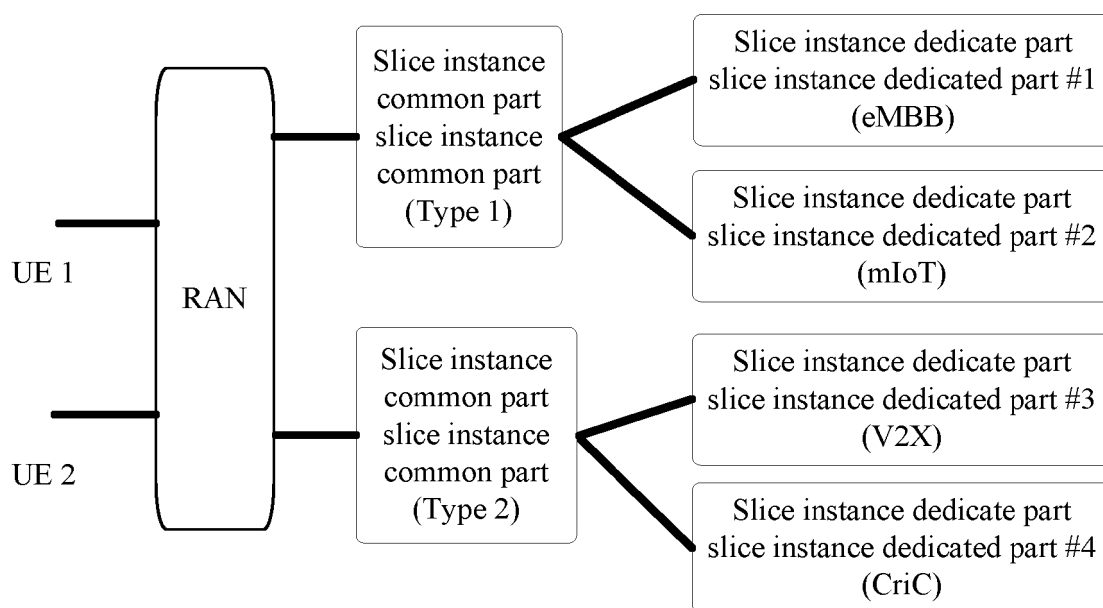 UE 1
UE 2
RAN
Slice instance
common part
slice instance
common part
(Type 1)
Slice instance
common part
slice instance
common part
(Type 2)
Slice instance dedicate part
slice instance dedicated part #1
(eMBB)
Slice instance dedicate part
slice instance dedicated part #2
(mIoT)
Slice instance dedicate part
slice instance dedicated part #3
(V2X)
Slice instance dedicate part
slice instance dedicated part #4
(CriC)